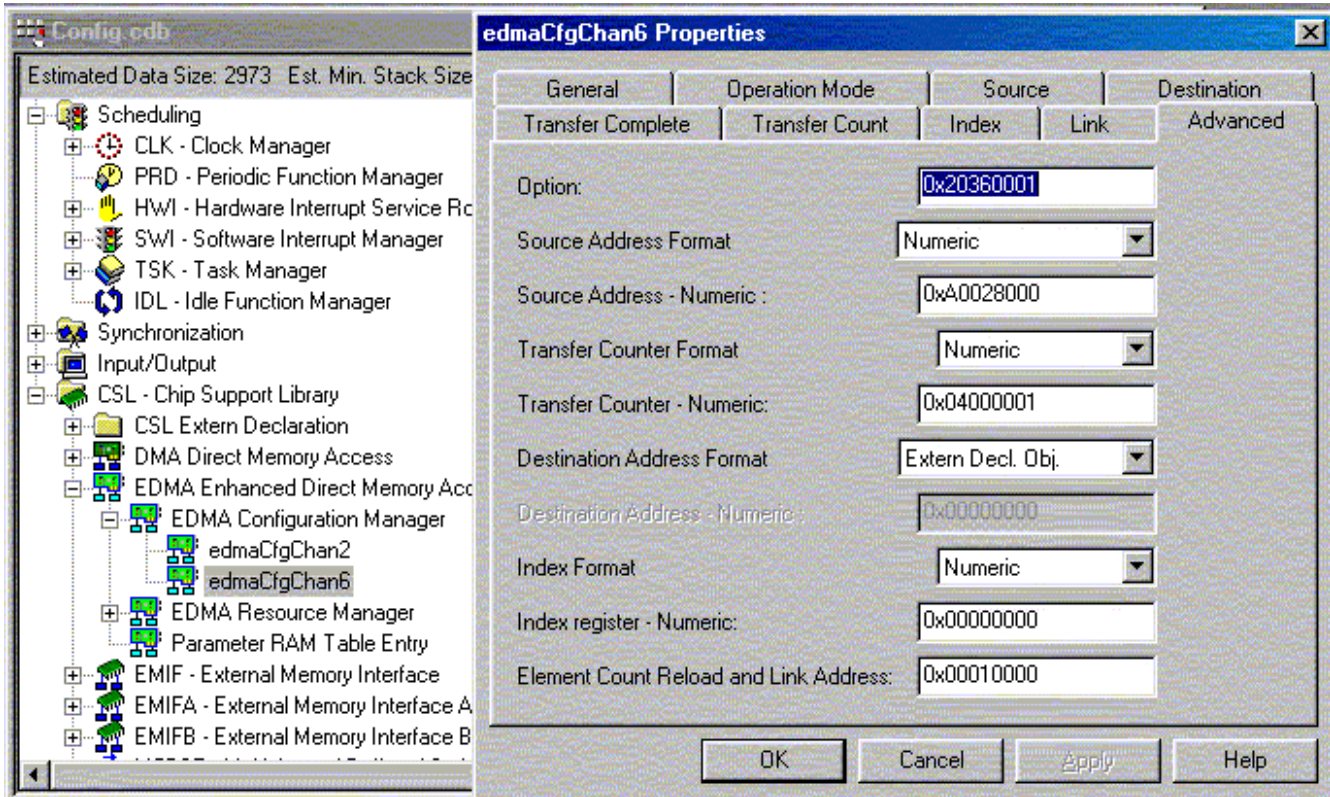 Config.cdb
Estimated Data Size: 2973 Est. Min. Stack Size
Scheduling
CLK - Clock Manager
PRD - Periodic Function Manager
HWI - Hardware Interrupt Service Ro
SWI - Software Interrupt Manager
TSK - Task Manager
IDL - Idle Function Manager
Synchronization
Input/Output
CSL - Chip Support Library
CSL Extern Declaration
DMA Direct Memory Access
EDMA Enhanced Direct Memory Acc
EDMA Configuration Manager
edmaCfgChan2
edmaCfgChan6
EDMA Resource Manager
Parameter RAM Table Entry
EMIF - External Memory Interface
EMIFA - External Memory Interface A
EMIFB - External Memory Interface B
edmaCfgChan6 Properties
General Operation Mode Source Destination
Transfer Complete Transfer Count Index Link Advanced
Option: 0x20360001
Source Address Format Numeric
Source Address - Numeric : 0xA0028000
Transfer Counter Format Numeric
Transfer Counter - Numeric: 0x04000001
Destination Address Format Extern Decl. Obj.
Destination Address - Numeric : 0x00000000
Index Format Numeric
Index register - Numeric: 0x00000000
Element Count Reload and Link Address: 0x00010000
OK Cancel Apply Help